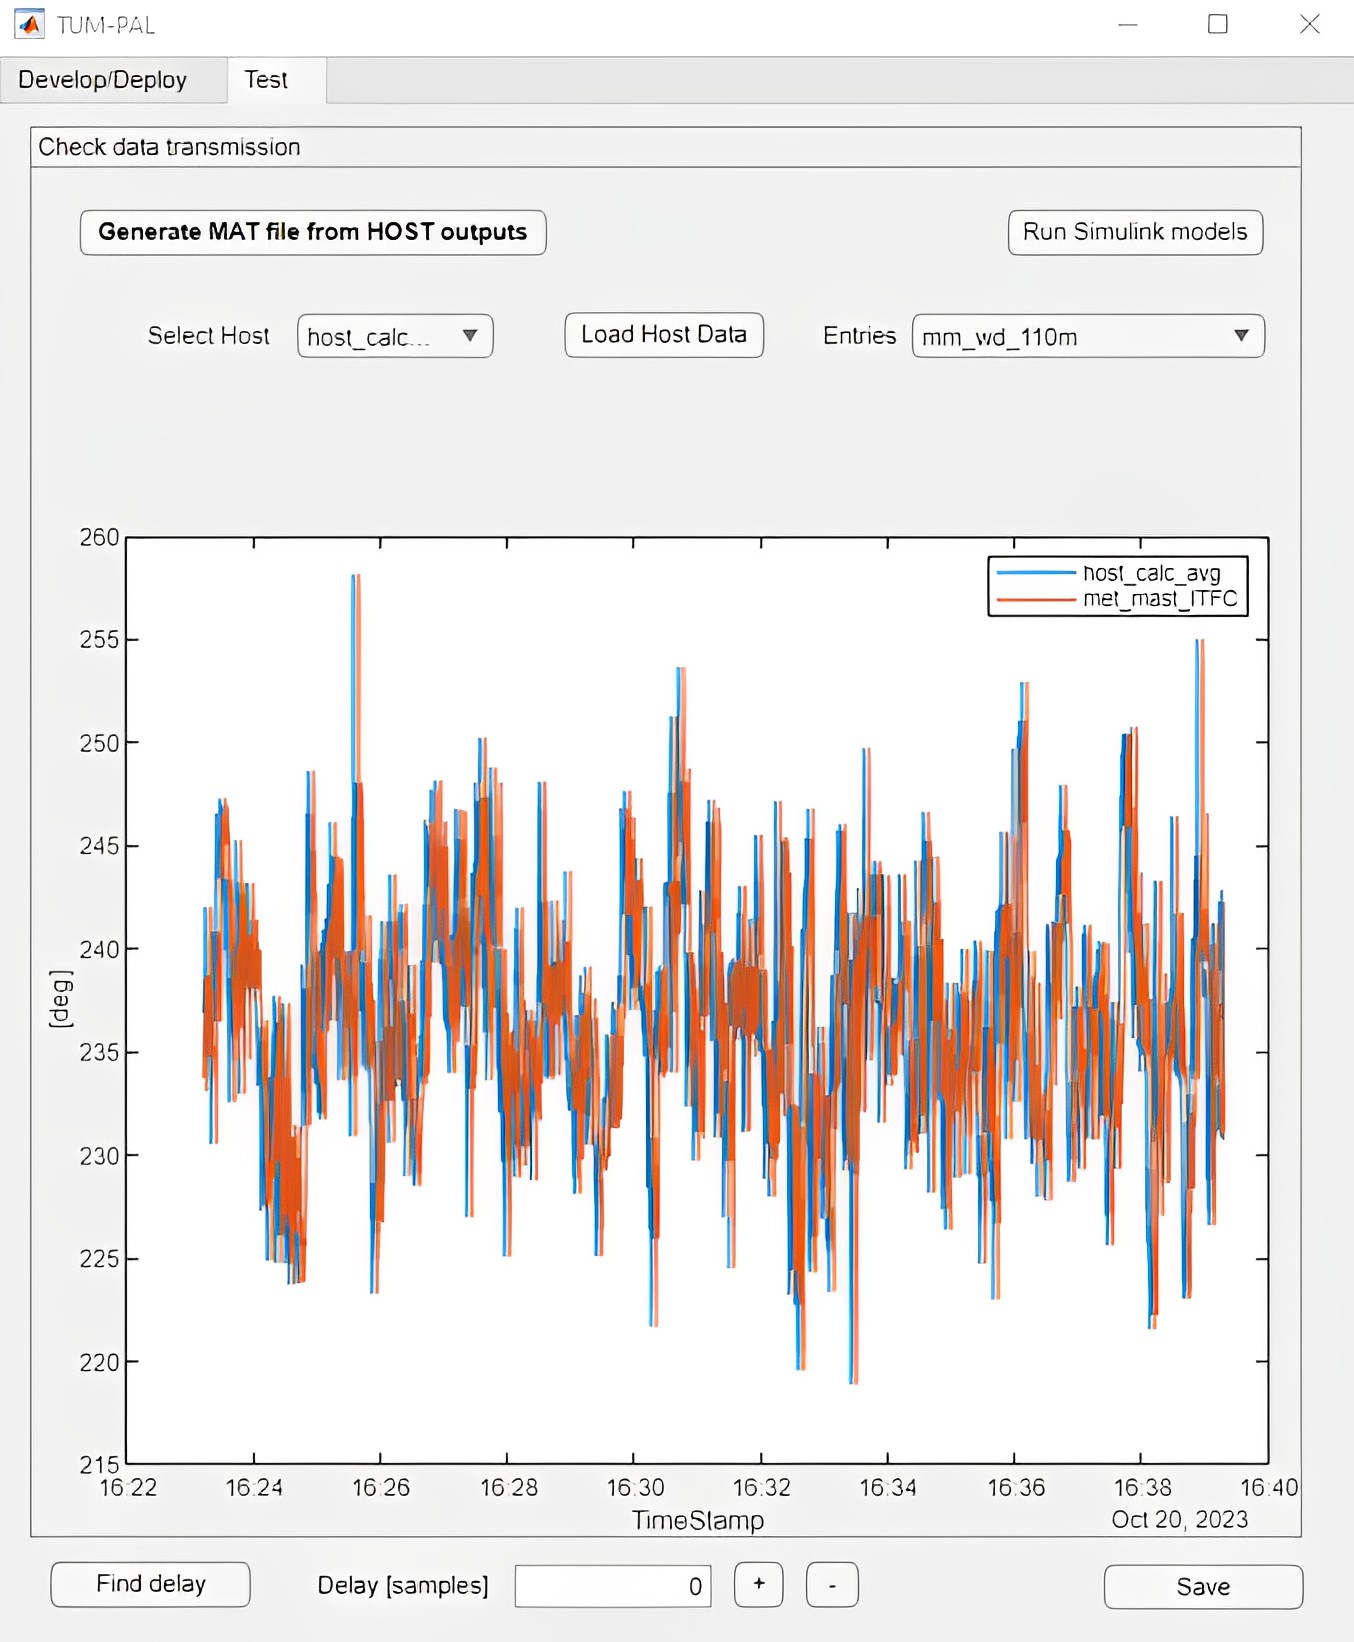 TUM-PAL
Develop/Deploy Test
Check data transmission
Generate MAT file from HOST outputs Run Simulink models
Select Host host_calc... Load Host Data Entries mm_wd_110m
260
255
250
245
240
235
230
225
220
215
[deg]
host_calc_avg
met_mast_ITFC
16:22 16:24 16:26 16:28 16:30 16:32 16:34 16:36 16:38 16:40
TimeStamp
Oct 20, 2023
Find delay Delay [samples] 0 + - Save